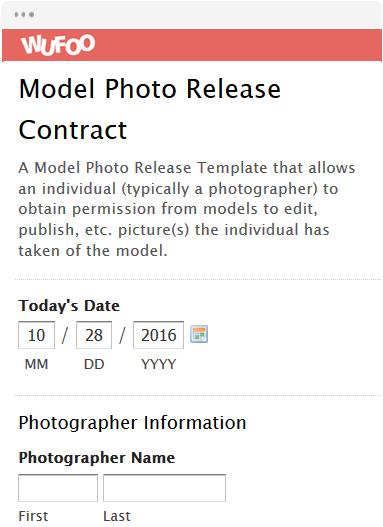 WUFOO
Model Photo Release
Contract
A Model Photo Release Template that allows
an individual (typically a photographer) to
obtain permission from models to edit,
publish, etc. picture(s) the individual has
taken of the model.
Today's Date
10 / 28 / 2016
MM DD YYYY
Photographer Information
Photographer Name
First Last